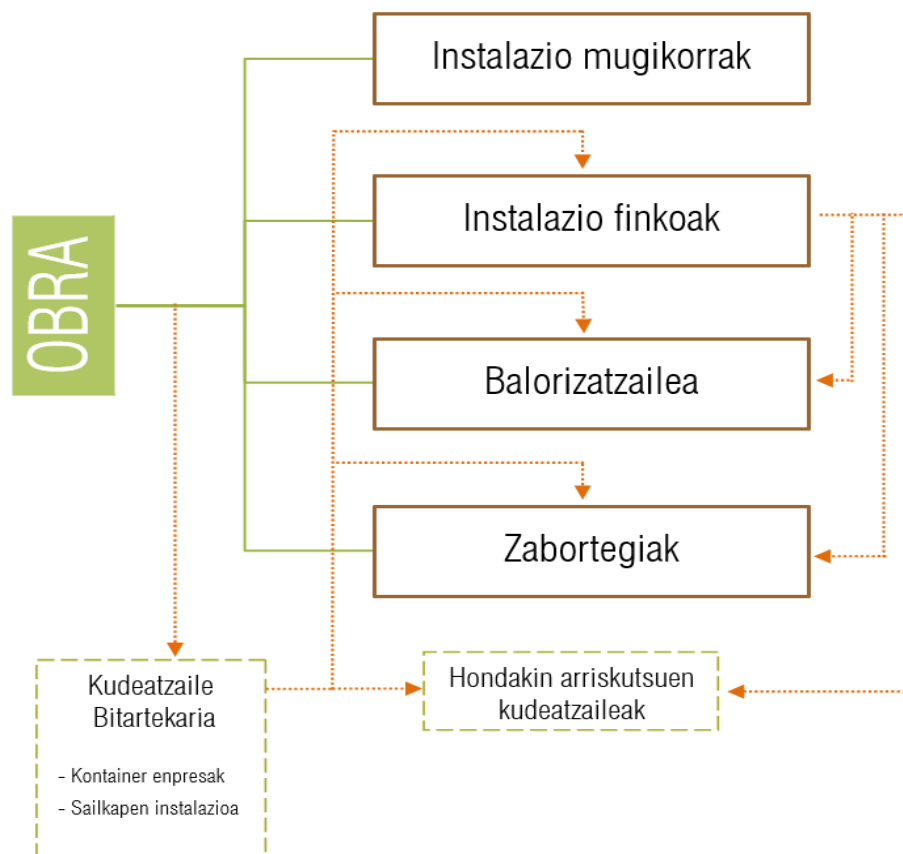 Instalazio mugikorrak
Instalazio finkoak
OBRA
Balorizatzailea
Zabortegiak
Kudeatzaile
Bitartekaria
- Kontainer enpresak
- Sailkapen instalazioa
Hondakin arriskutsuen
kudeatzaileak